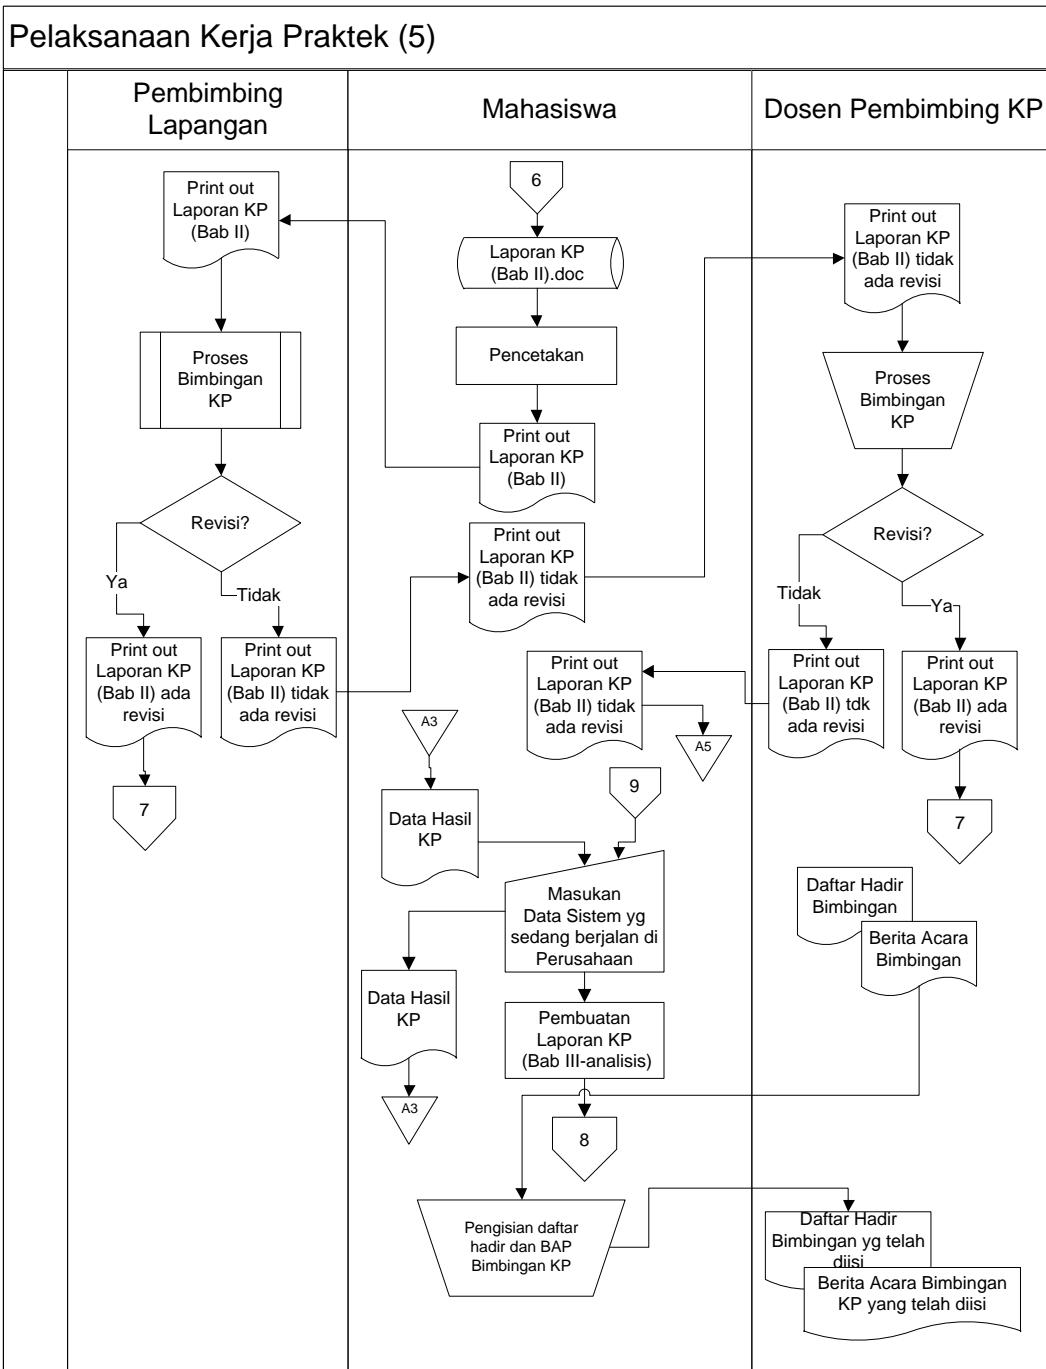 Pelaksanaan Kerja Praktek (5)
Pembimbing
Lapangan
Mahasiswa
Dosen Pembimbing KP
Print out
Laporan KP
(Bab II)
Proses
Bimbingan
KP
Revisi?
Ya
Tidak
Print out
Laporan KP
(Bab II) ada
revisi
Print out
Laporan KP
(Bab II) tidak
ada revisi
7
6
Laporan KP
(Bab II).doc
Pencetakan
Print out
Laporan KP
(Bab II)
Print out
Laporan KP
(Bab II) tidak
ada revisi
Print out
Laporan KP
(Bab II) tidak
ada revisi
A5
A3
9
Data Hasil
KP
Masukan
Data Sistem yg
sedang berjalan di
Perusahaan
Data Hasil
KP
A3
Pembuatan
Laporan KP
(Bab III-analisis)
8
Pengisian daftar
hadir dan BAP
Bimbingan KP
Print out
Laporan KP
(Bab II) tidak
ada revisi
Proses
Bimbingan
KP
Revisi?
Tidak
Ya
Print out
Laporan KP
(Bab II) tdk
ada revisi
Print out
Laporan KP
(Bab II) ada
revisi
7
Daftar Hadir
Bimbingan
Berita Acara
Bimbingan
Daftar Hadir
Bimbingan yg telah
diisi
Berita Acara Bimbingan
KP yang telah diisi